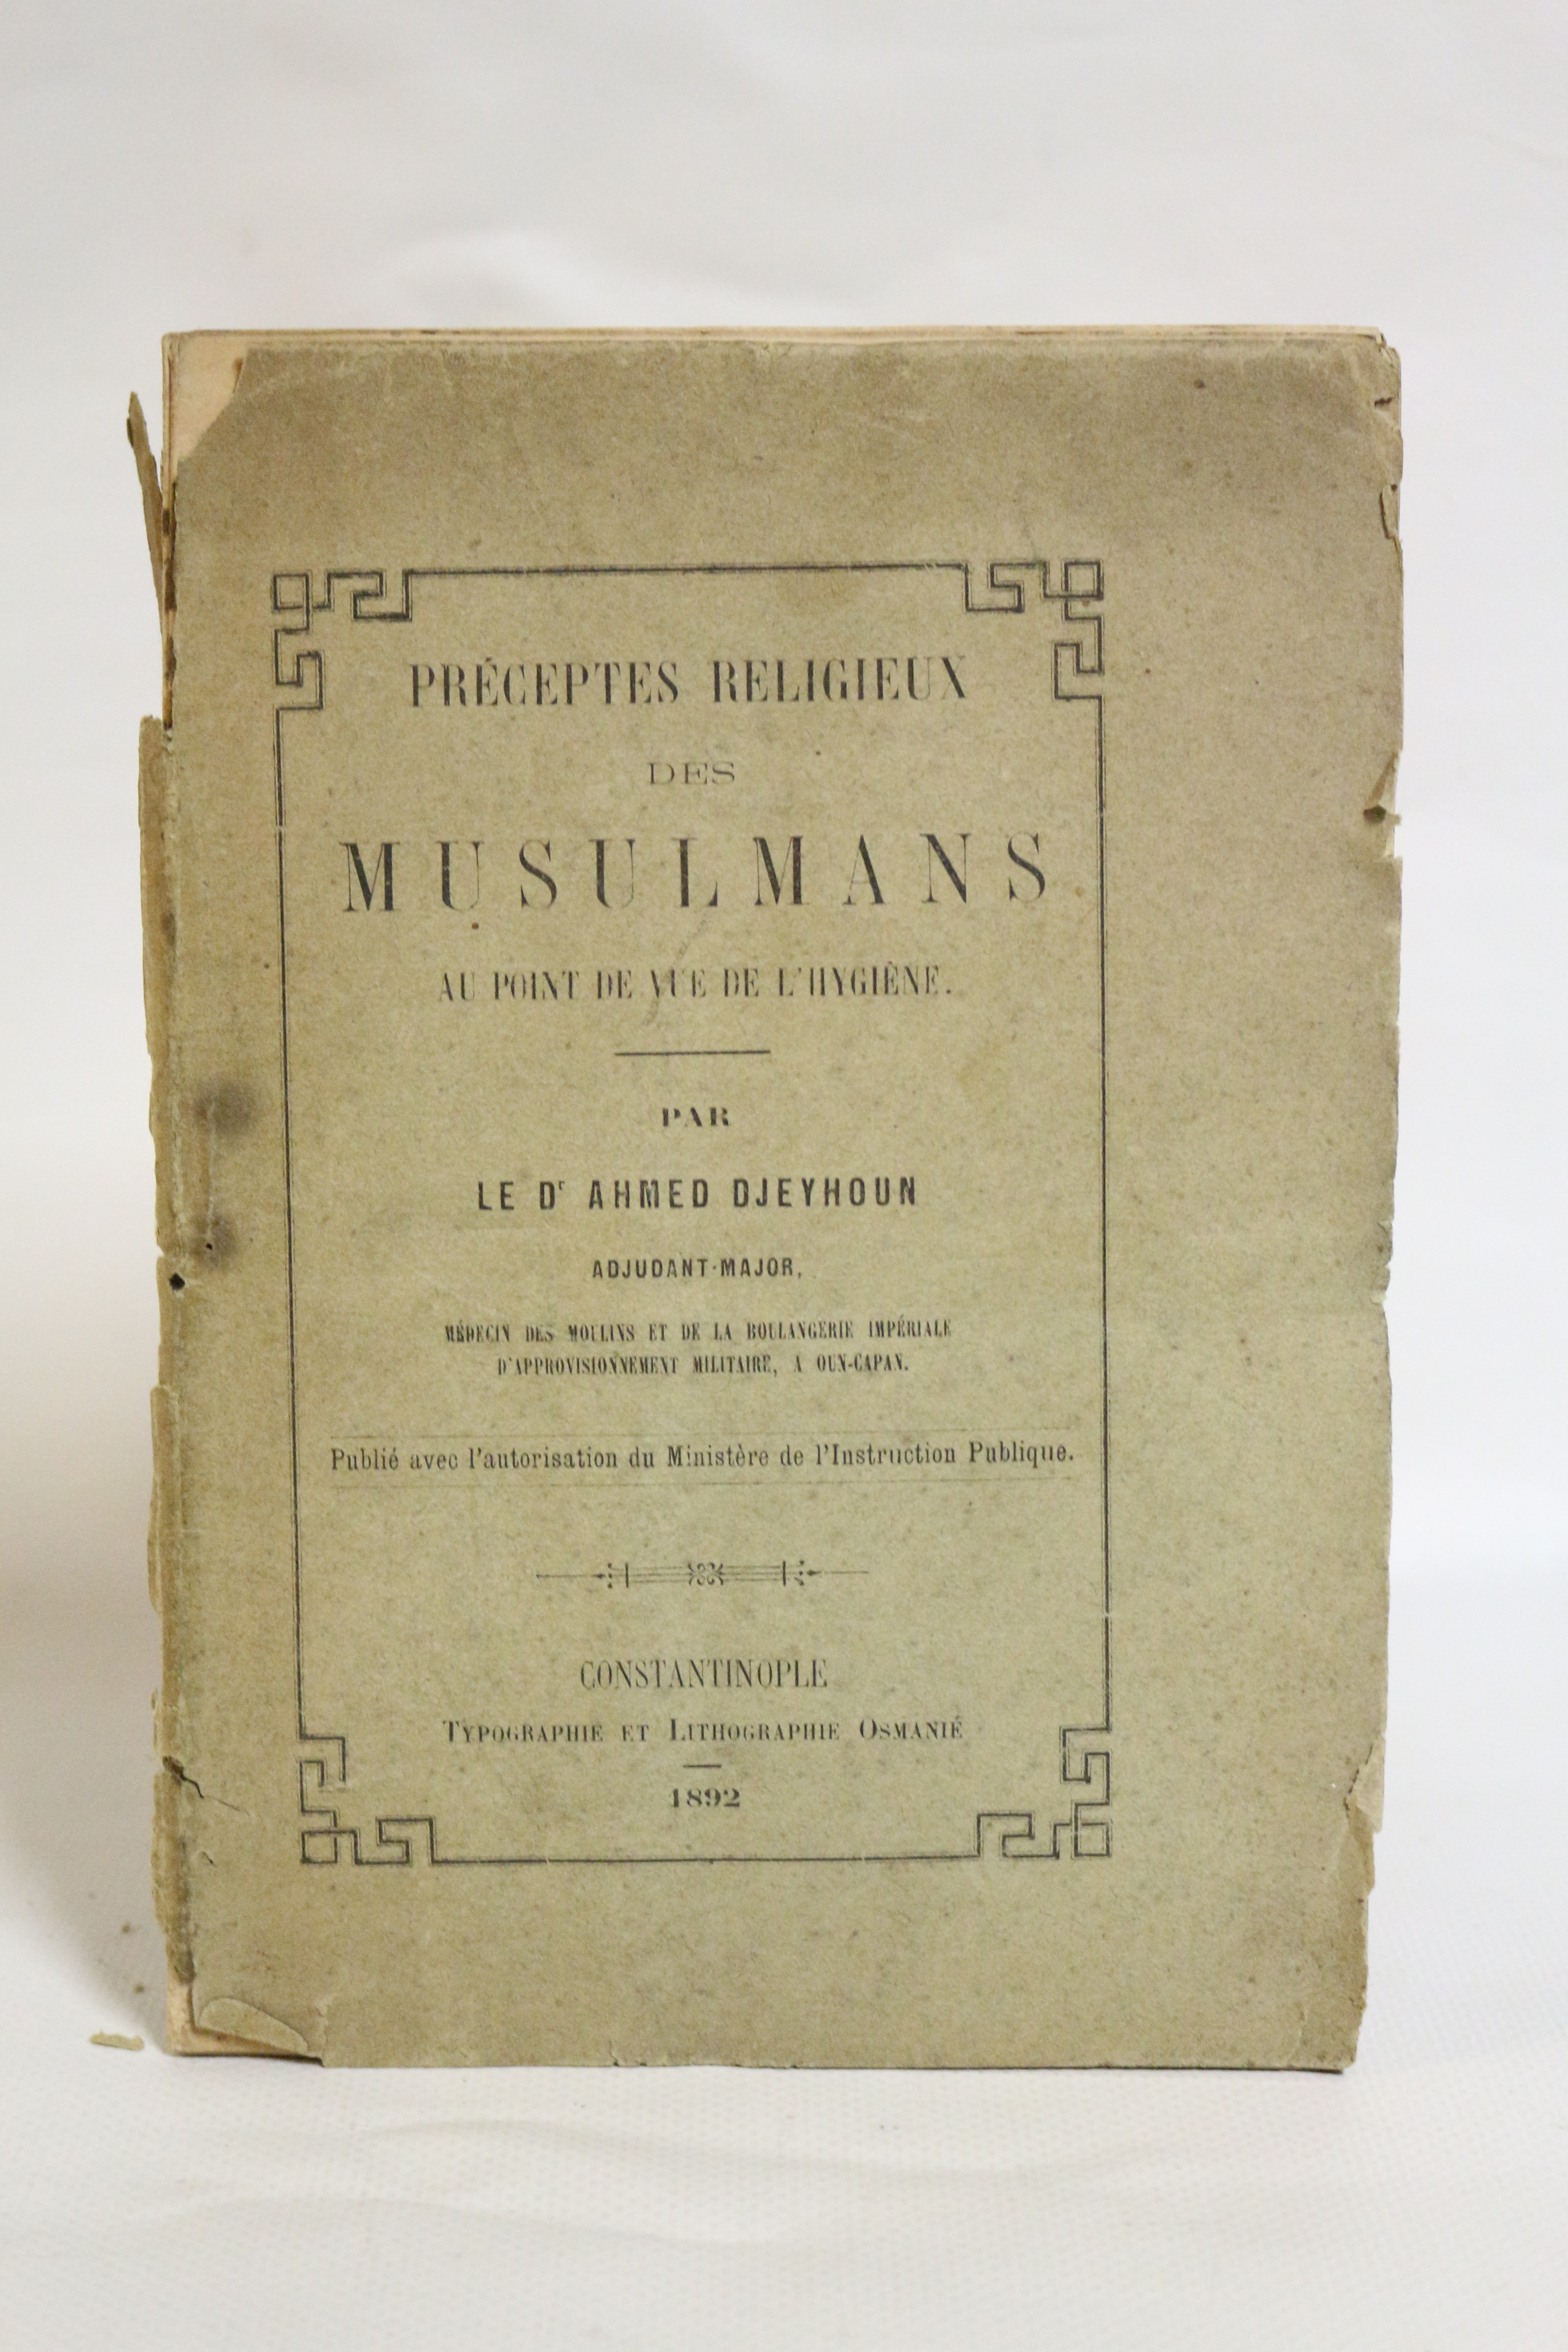 PRÉCEPTES RELIGIEUX
DES
MUSULMANS
AU POINT DE VUE DE L'HYGIÈNE.
PAR
LE Dr AHMED DJEYHOUN
ADJUDANT-MAJOR,
MÉDECIN DES MOULINS ET DE LA BOULANGERIE IMPÉRIALE
D'APPROVISIONNEMENT MILITAIRE, A OUN-CAPAN.
Publié avec l'autorisation du Ministère de l'Instruction Publique.
CONSTANTINOPLE
TYPOGRAPHIE ET LITHOGRAPHIE OSMANIÉ
1892